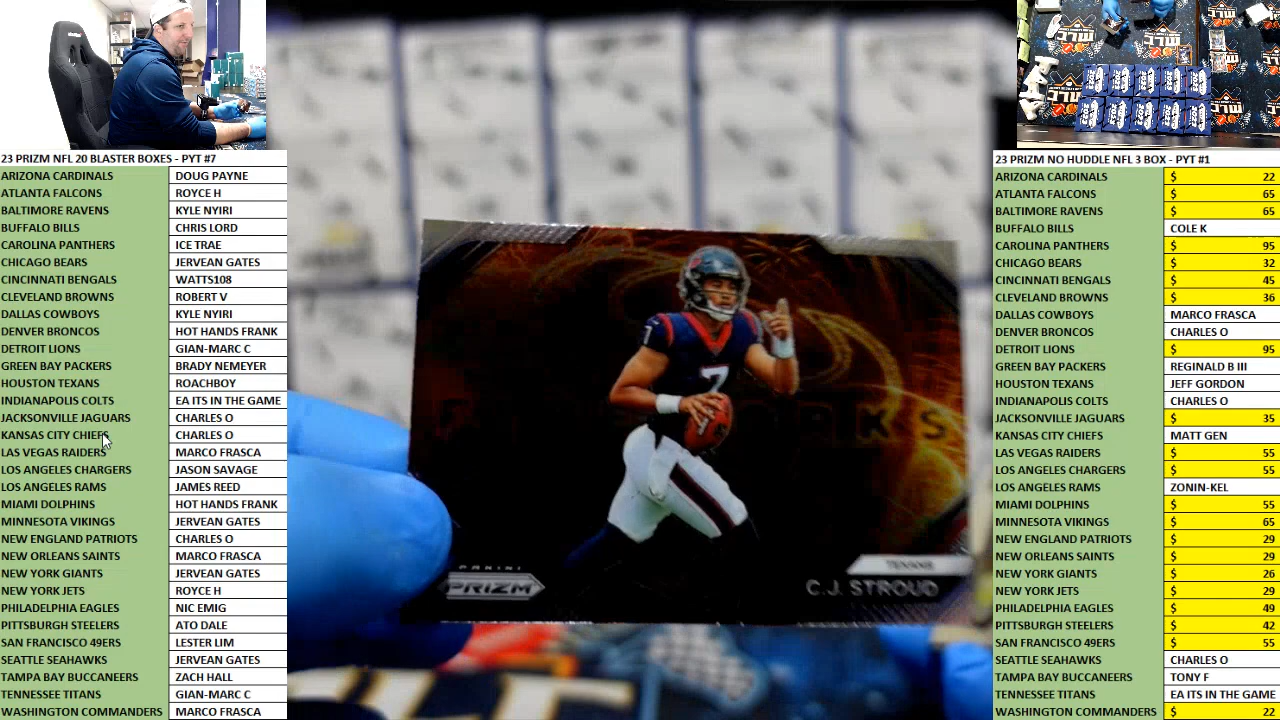 23 PRIZM NFL 20 BLASTER BOXES - PYT #7
ARIZONA CARDINALS DOUG PAYNE
ATLANTA FALCONS ROYCE H
BALTIMORE RAVENS KYLE NYIRI
BUFFALO BILLS CHRIS LORD
CAROLINA PANTHERS ICE TRAE
CHICAGO BEARS JERVEAN GATES
CINCINNATI BENGALS WATTS108
CLEVELAND BROWNS ROBERT V
DALLAS COWBOYS KYLE NYIRI
DENVER BRONCOS HOT HANDS FRANK
DETROIT LIONS GIAN-MARC C
GREEN BAY PACKERS BRADY NEMEYER
HOUSTON TEXANS ROACHBOY
INDIANAPOLIS COLTS EA ITS IN THE GAME
JACKSONVILLE JAGUARS CHARLES O
KANSAS CITY CHIEFS CHARLES O
LAS VEGAS RAIDERS MARCO FRASCA
LOS ANGELES CHARGERS JASON SAVAGE
LOS ANGELES RAMS JAMES REED
MIAMI DOLPHINS HOT HANDS FRANK
MINNESOTA VIKINGS JERVEAN GATES
NEW ENGLAND PATRIOTS CHARLES O
NEW ORLEANS SAINTS MARCO FRASCA
NEW YORK GIANTS JERVEAN GATES
NEW YORK JETS ROYCE H
PHILADELPHIA EAGLES NIC EMIG
PITTSBURGH STEELERS ATO DALE
SAN FRANCISCO 49ERS LESTER LIM
SEATTLE SEAHAWKS JERVEAN GATES
TAMPA BAY BUCCANEERS ZACH HALL
TENNESSEE TITANS GIAN-MARC C
WASHINGTON COMMANDERS MARCO FRASCA
7
7
PANINI
PRIZM
TEXANS
C.J. STROUD
23 PRIZM NO HUDDLE NFL 3 BOX - PYT #1
ARIZONA CARDINALS $ 22
ATLANTA FALCONS $ 65
BALTIMORE RAVENS $ 65
BUFFALO BILLS COLE K
CAROLINA PANTHERS $ 95
CHICAGO BEARS $ 32
CINCINNATI BENGALS $ 45
CLEVELAND BROWNS $ 36
DALLAS COWBOYS MARCO FRASCA
DENVER BRONCOS CHARLES O
DETROIT LIONS $ 95
GREEN BAY PACKERS REGINALD B III
HOUSTON TEXANS JEFF GORDON
INDIANAPOLIS COLTS CHARLES O
JACKSONVILLE JAGUARS $ 35
KANSAS CITY CHIEFS MATT GEN
LAS VEGAS RAIDERS $ 55
LOS ANGELES CHARGERS $ 55
LOS ANGELES RAMS ZONIN-KEL
MIAMI DOLPHINS $ 55
MINNESOTA VIKINGS $ 65
NEW ENGLAND PATRIOTS $ 29
NEW ORLEANS SAINTS $ 29
NEW YORK GIANTS $ 26
NEW YORK JETS $ 29
PHILADELPHIA EAGLES $ 49
PITTSBURGH STEELERS $ 42
SAN FRANCISCO 49ERS $ 55
SEATTLE SEAHAWKS CHARLES O
TAMPA BAY BUCCANEERS TONY F
TENNESSEE TITANS EA ITS IN THE GAME
WASHINGTON COMMANDERS $ 22